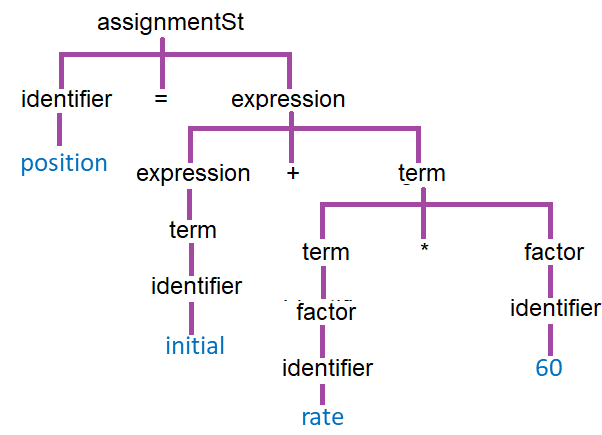 assignmentSt
identifier = expression
position
expression + term
term
term * factor
identifier
factor
identifier
initial
identifier
60
rate